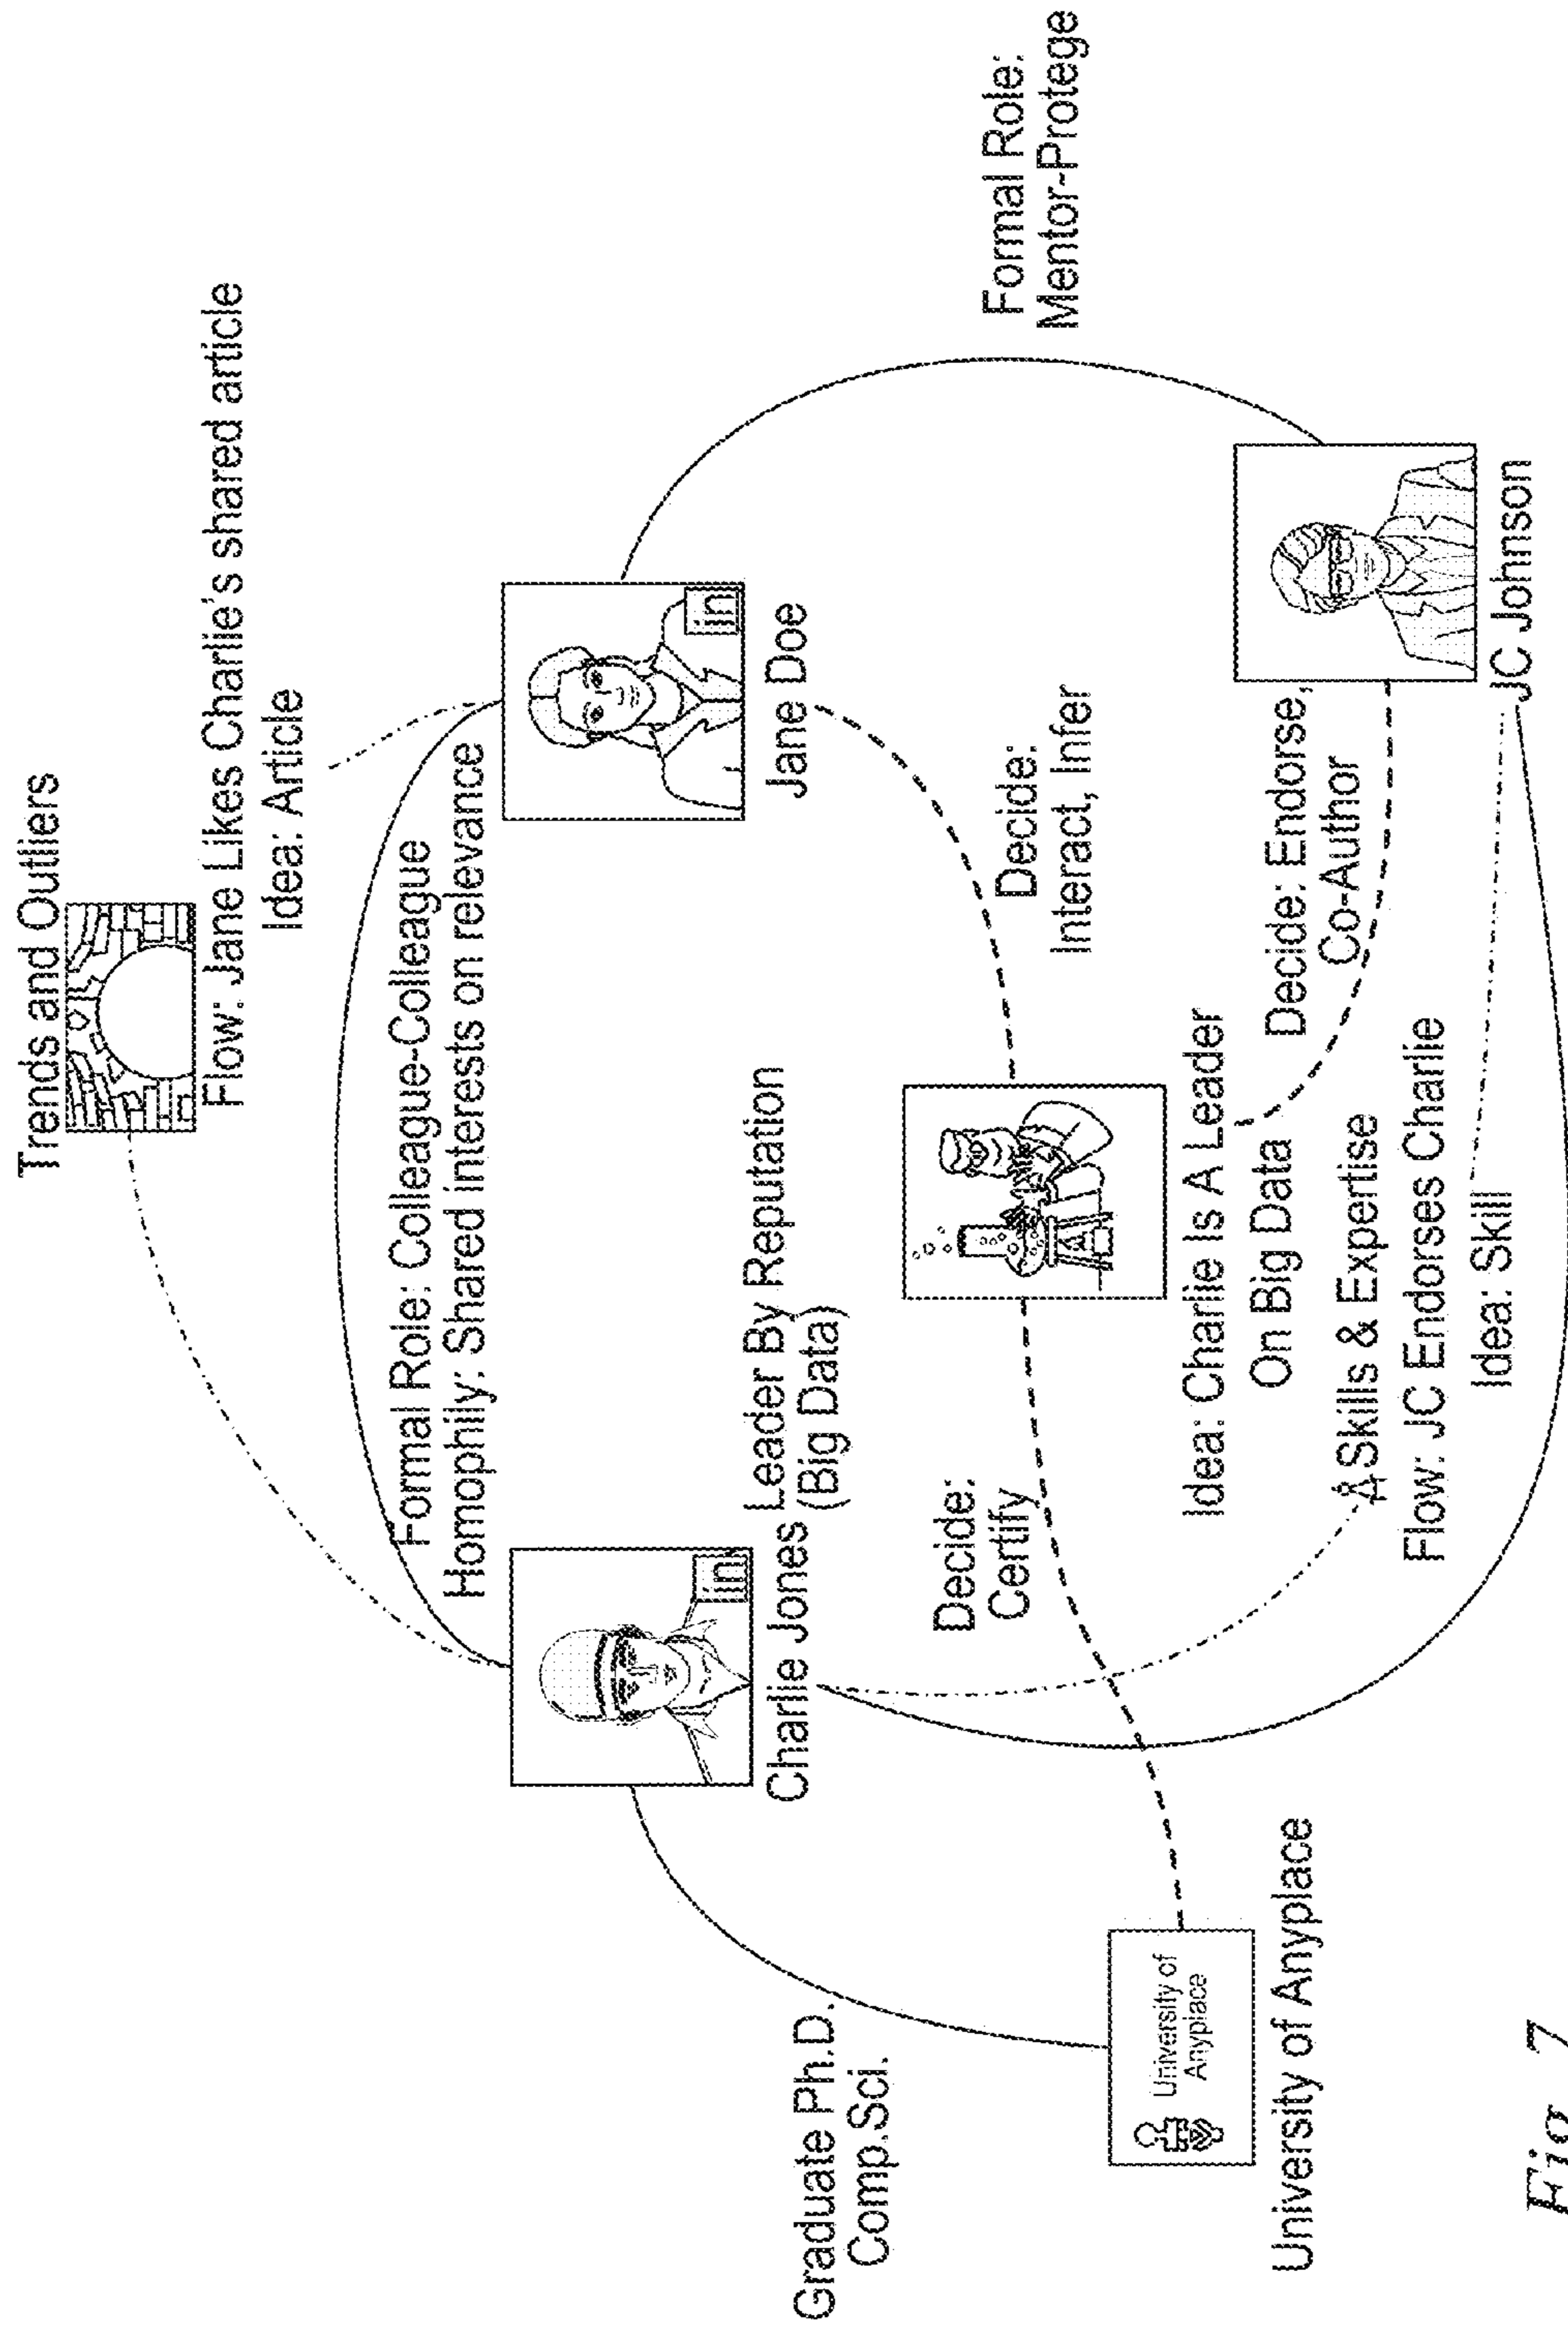 Trends and Outliers
Flow: Jane Likes Charlie's shared article
Idea: Article
Formal Role: Colleague-Colleague
Homophily: Shared interests on relevance
in
Charlie Jones
Leader By Reputation
(Big Data)
in
Jane Doe
Graduate Ph.D.
Comp.Sci.
Decide:
Certify
Decide:
Interact, Infer
Formal Role:
Mentor-Protege
University of
Anyplace
University of Anyplace
Idea: Charlie Is A Leader
On Big Data
Decide: Endorse,
Co-Author
Skills & Expertise
Flow: JC Endorses Charlie
Idea: Skill
JC Johnson
Fig. 7